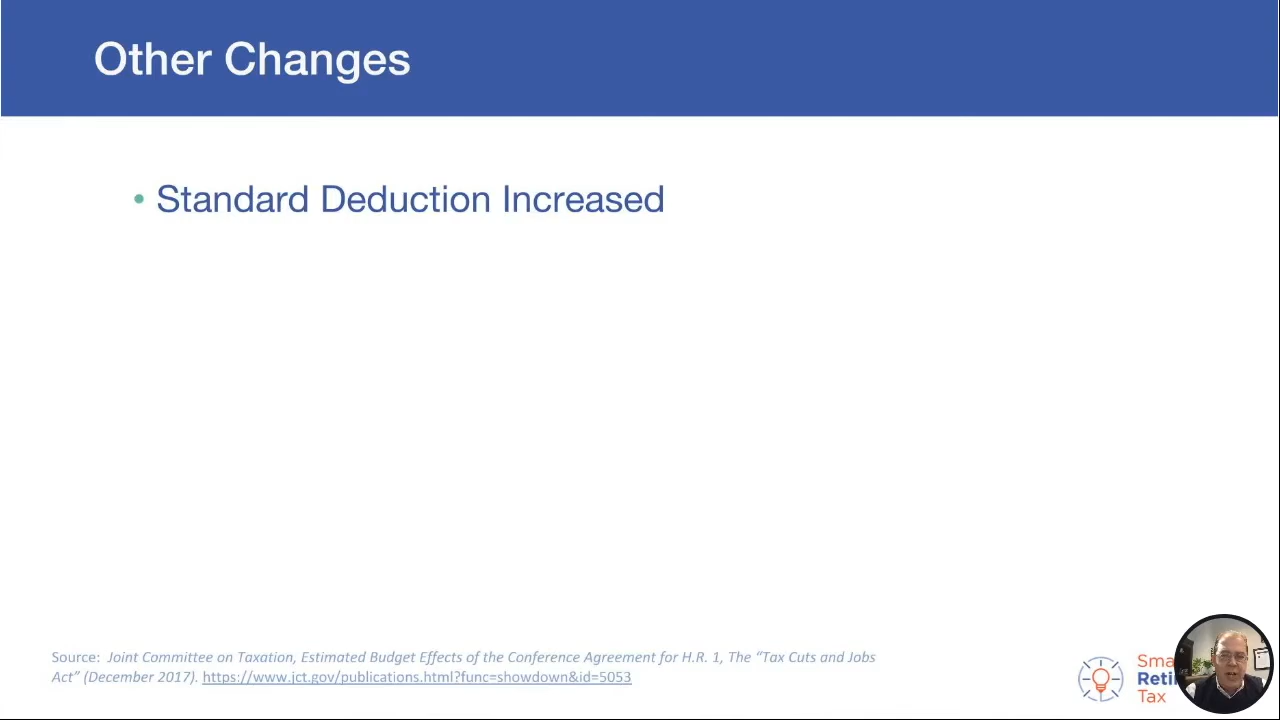 Other Changes
• Standard Deduction Increased
Source: Joint Committee on Taxation, Estimated Budget Effects of the Conference Agreement for H.R. 1, The “Tax Cuts and Jobs
Act” (December 2017). https://www.jct.gov/publications.html?func=showdown&id=5053
Sma
Reti
Tax